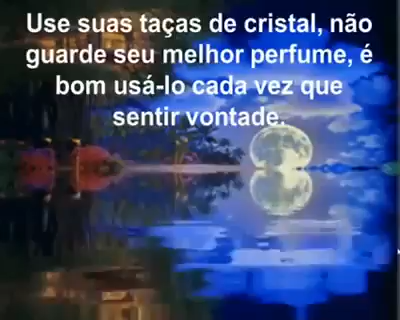 Use suas taças de cristal, não
guarde seu melhor perfume, é
bom usá-lo cada vez que
sentir vontade.